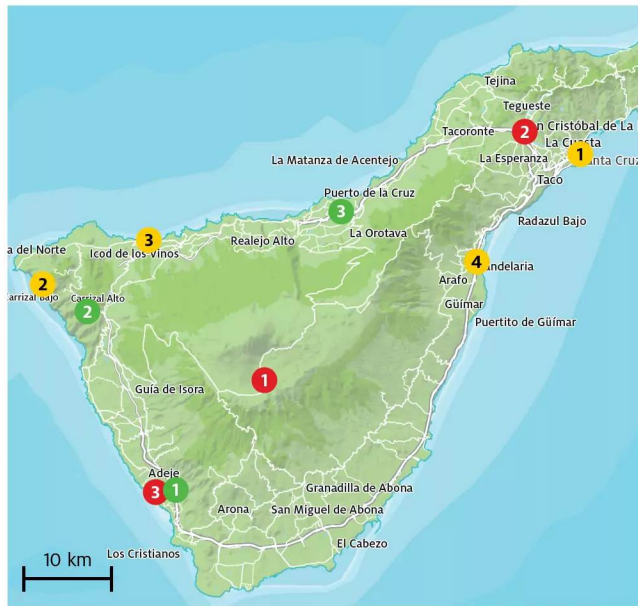 Tejina
Tegueste
2
n Cristóbal de La
Tacoronte
La Cuesta
1
anta Cruz
La Matanza de Acentejo
La Esperanza
Taco
Puerto de la Cruz
3
Radazul Bajo
La Orotava
3
Realejo Alto
a del Norte
Icod de los Vinos
4
andelaria
Arafo
2
Carrizal Bajo
Carrizal Alto
2
Güímar
Puertito de Güímar
1
Guía de Isora
Adeje
3
1
Granadilla de Abona
Arona
San Miguel de Abona
El Cabezo
Los Cristianos
10 km